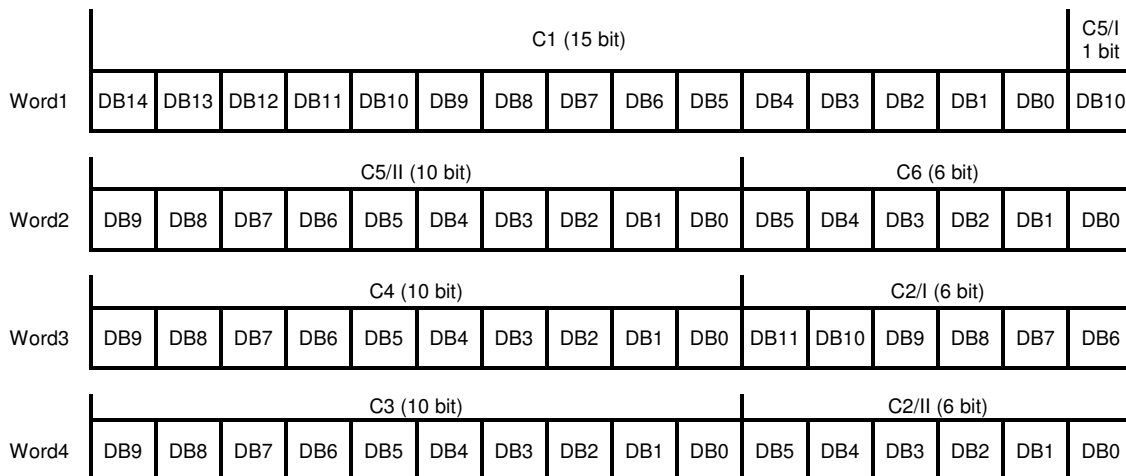 C1 (15 bit) C5/I
1 bit
Word1 DB14 DB13 DB12 DB11 DB10 DB9 DB8 DB7 DB6 DB5 DB4 DB3 DB2 DB1 DB0 DB10
C5/II (10 bit) C6 (6 bit)
Word2 DB9 DB8 DB7 DB6 DB5 DB4 DB3 DB2 DB1 DB0 DB5 DB4 DB3 DB2 DB1 DB0
C4 (10 bit) C2/I (6 bit)
Word3 DB9 DB8 DB7 DB6 DB5 DB4 DB3 DB2 DB1 DB0 DB11 DB10 DB9 DB8 DB7 DB6
C3 (10 bit) C2/II (6 bit)
Word4 DB9 DB8 DB7 DB6 DB5 DB4 DB3 DB2 DB1 DB0 DB5 DB4 DB3 DB2 DB1 DB0